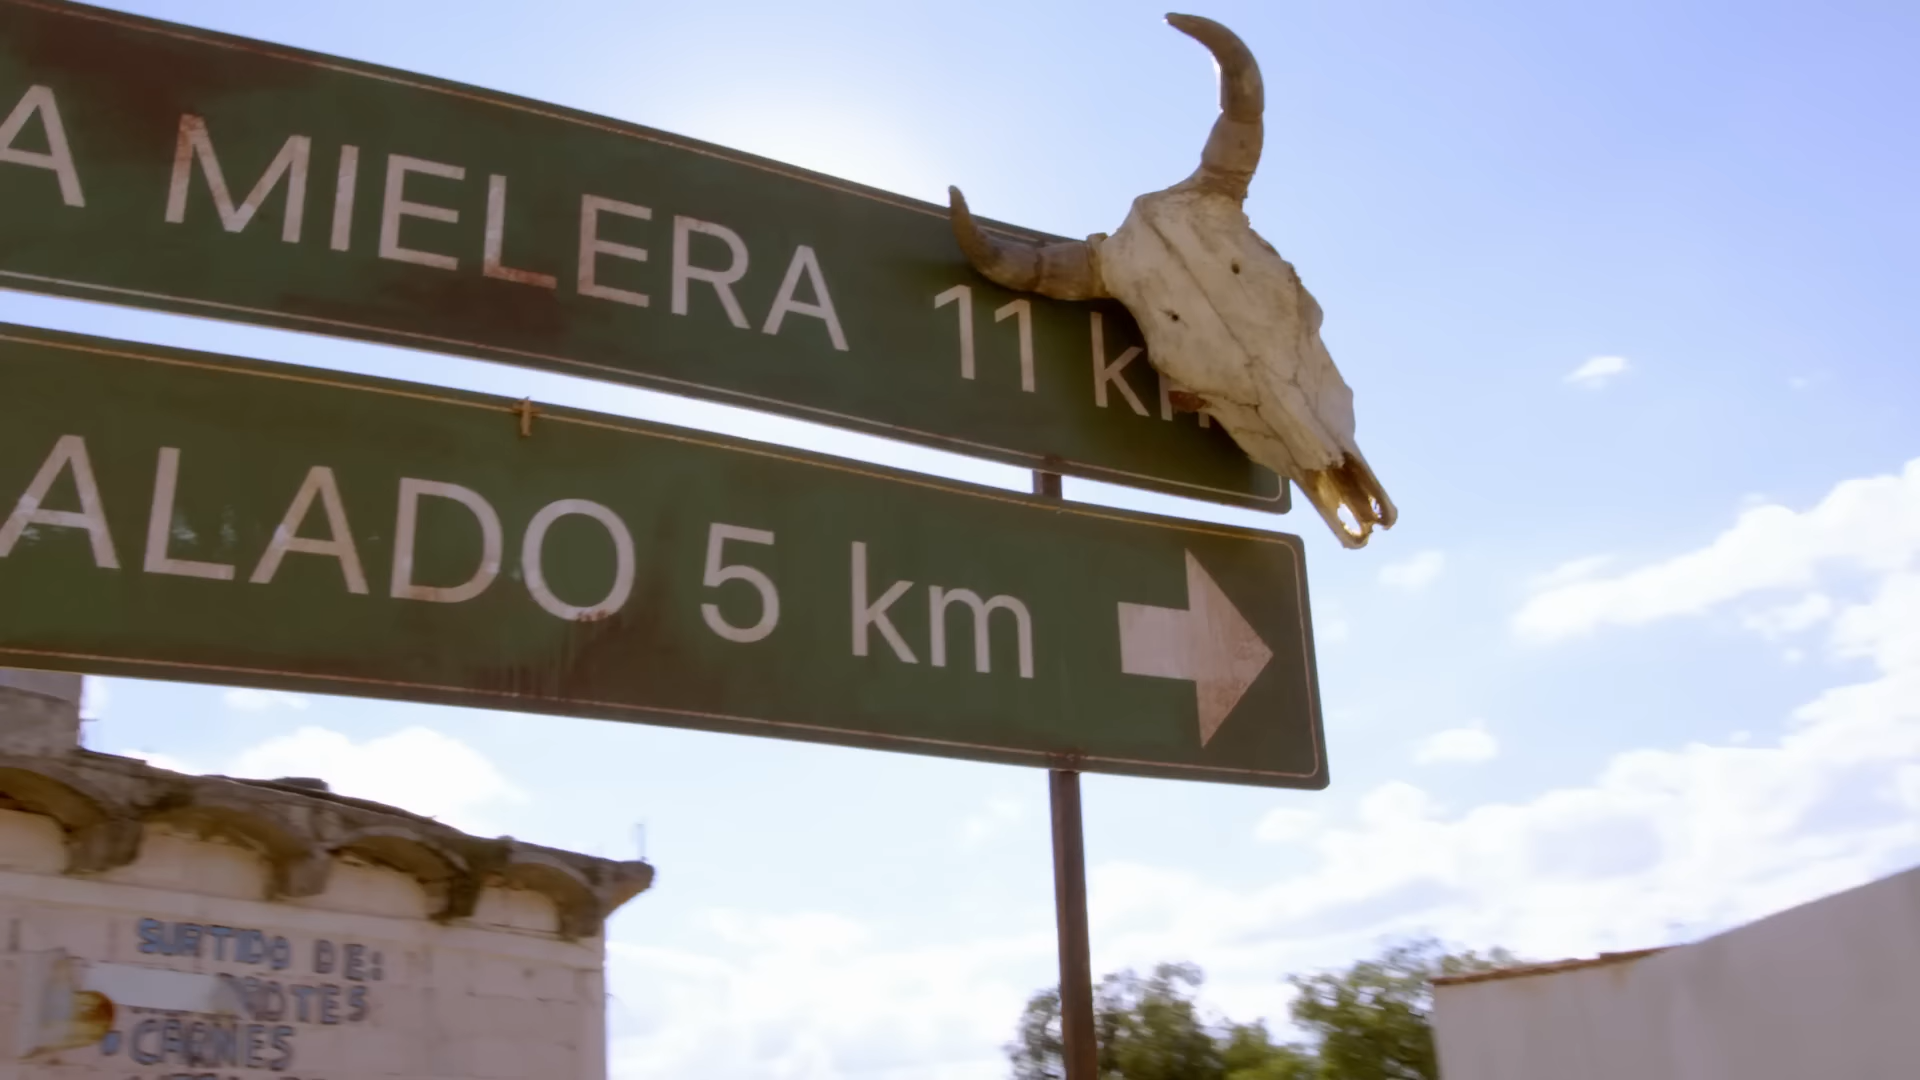 A MIELERA 11 km
ALADO 5 km
SURTIDO DE:
CARNES